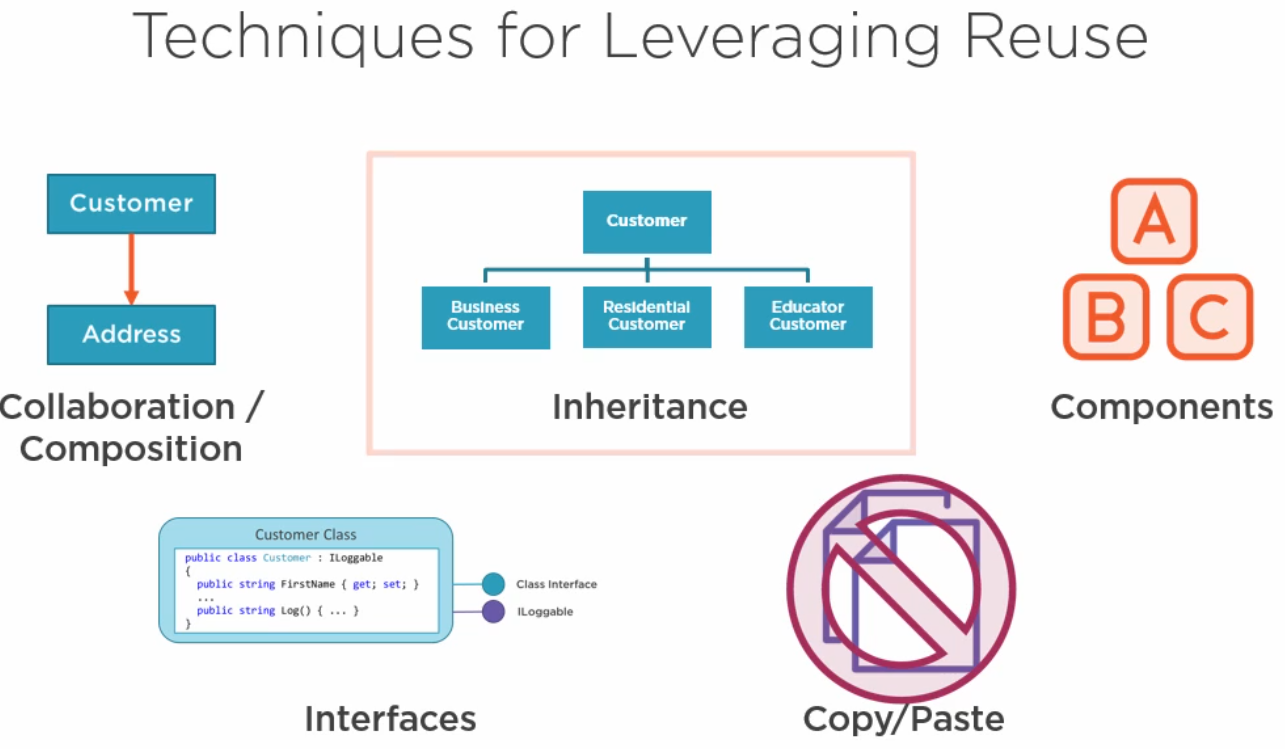 Techniques for Leveraging Reuse
Customer
Address
Collaboration /
Composition
Customer
Business
Customer
Residential
Customer
Educator
Customer
Inheritance
A
B
C
Components
Customer Class
public class Customer : ILoggable
{
public string FirstName { get; set; }
...
public string Log() { ... }
}
Class Interface
ILoggable
Interfaces
Copy/Paste